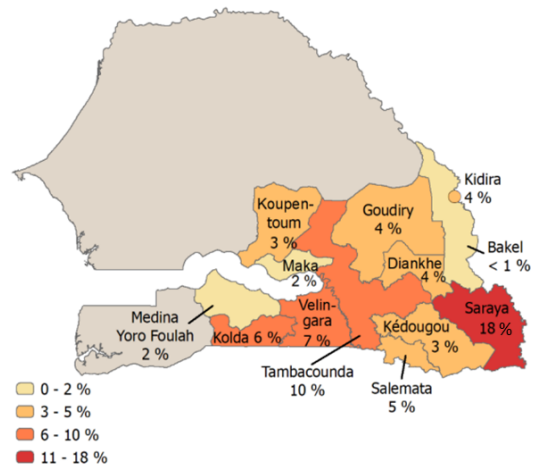 Kidira
4 %
Koupen-
toum
3 %
Goudiry
4 %
Bakel
< 1 %
Maka
2 %
Diankhe
4 %
Medina
Yoro Foulah
2 %
Velin-
gara
7 %
Saraya
18 %
Kolda 6 %
Kédougou
3 %
Tambacounda
10 %
Salemata
5 %
0 - 2 %
3 - 5 %
6 - 10 %
11 - 18 %